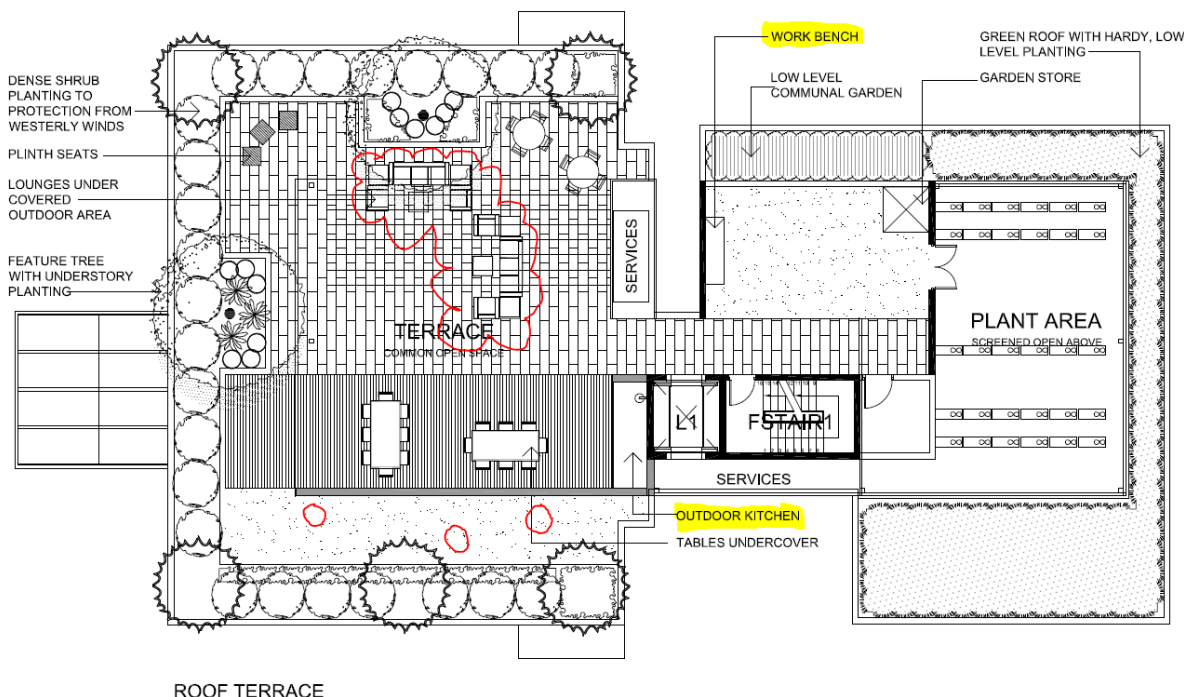 WORK BENCH
GREEN ROOF WITH HARDY, LOW
LEVEL PLANTING
LOW LEVEL
COMMUNAL GARDEN
GARDEN STORE
DENSE SHRUB
PLANTING TO
PROTECTION FROM
WESTERLY WINDS
PLINTH SEATS
LOUNGES UNDER
COVERED
OUTDOOR AREA
FEATURE TREE
WITH UNDERSTORY
PLANTING
SERVICES
TERRACE
COMMON OPEN SPACE
PLANT AREA
SCREENED OPEN ABOVE
L1
FSTAIR1
SERVICES
OUTDOOR KITCHEN
TABLES UNDERCOVER
ROOF TERRACE